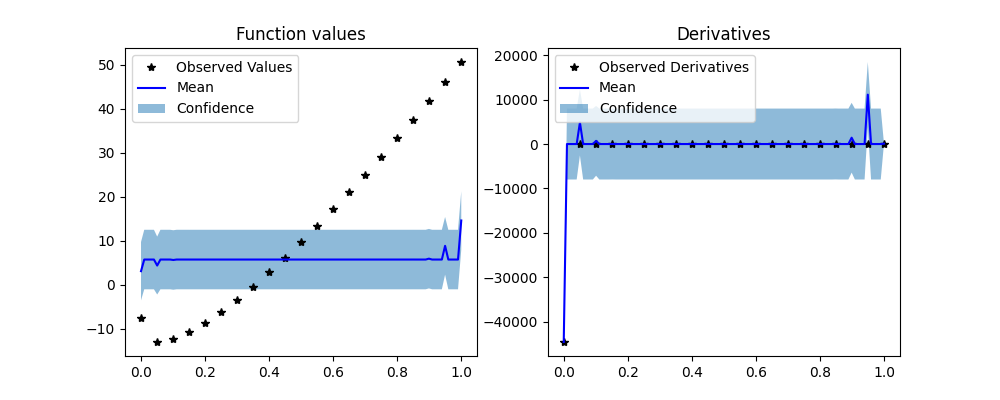 Function values
Observed Values
Mean
Confidence
50
40
30
20
10
0
−10
0.0 0.2 0.4 0.6 0.8 1.0
Derivatives
Observed Derivatives
Mean
Confidence
20000
10000
0
−10000
−20000
−30000
−40000
0.0 0.2 0.4 0.6 0.8 1.0